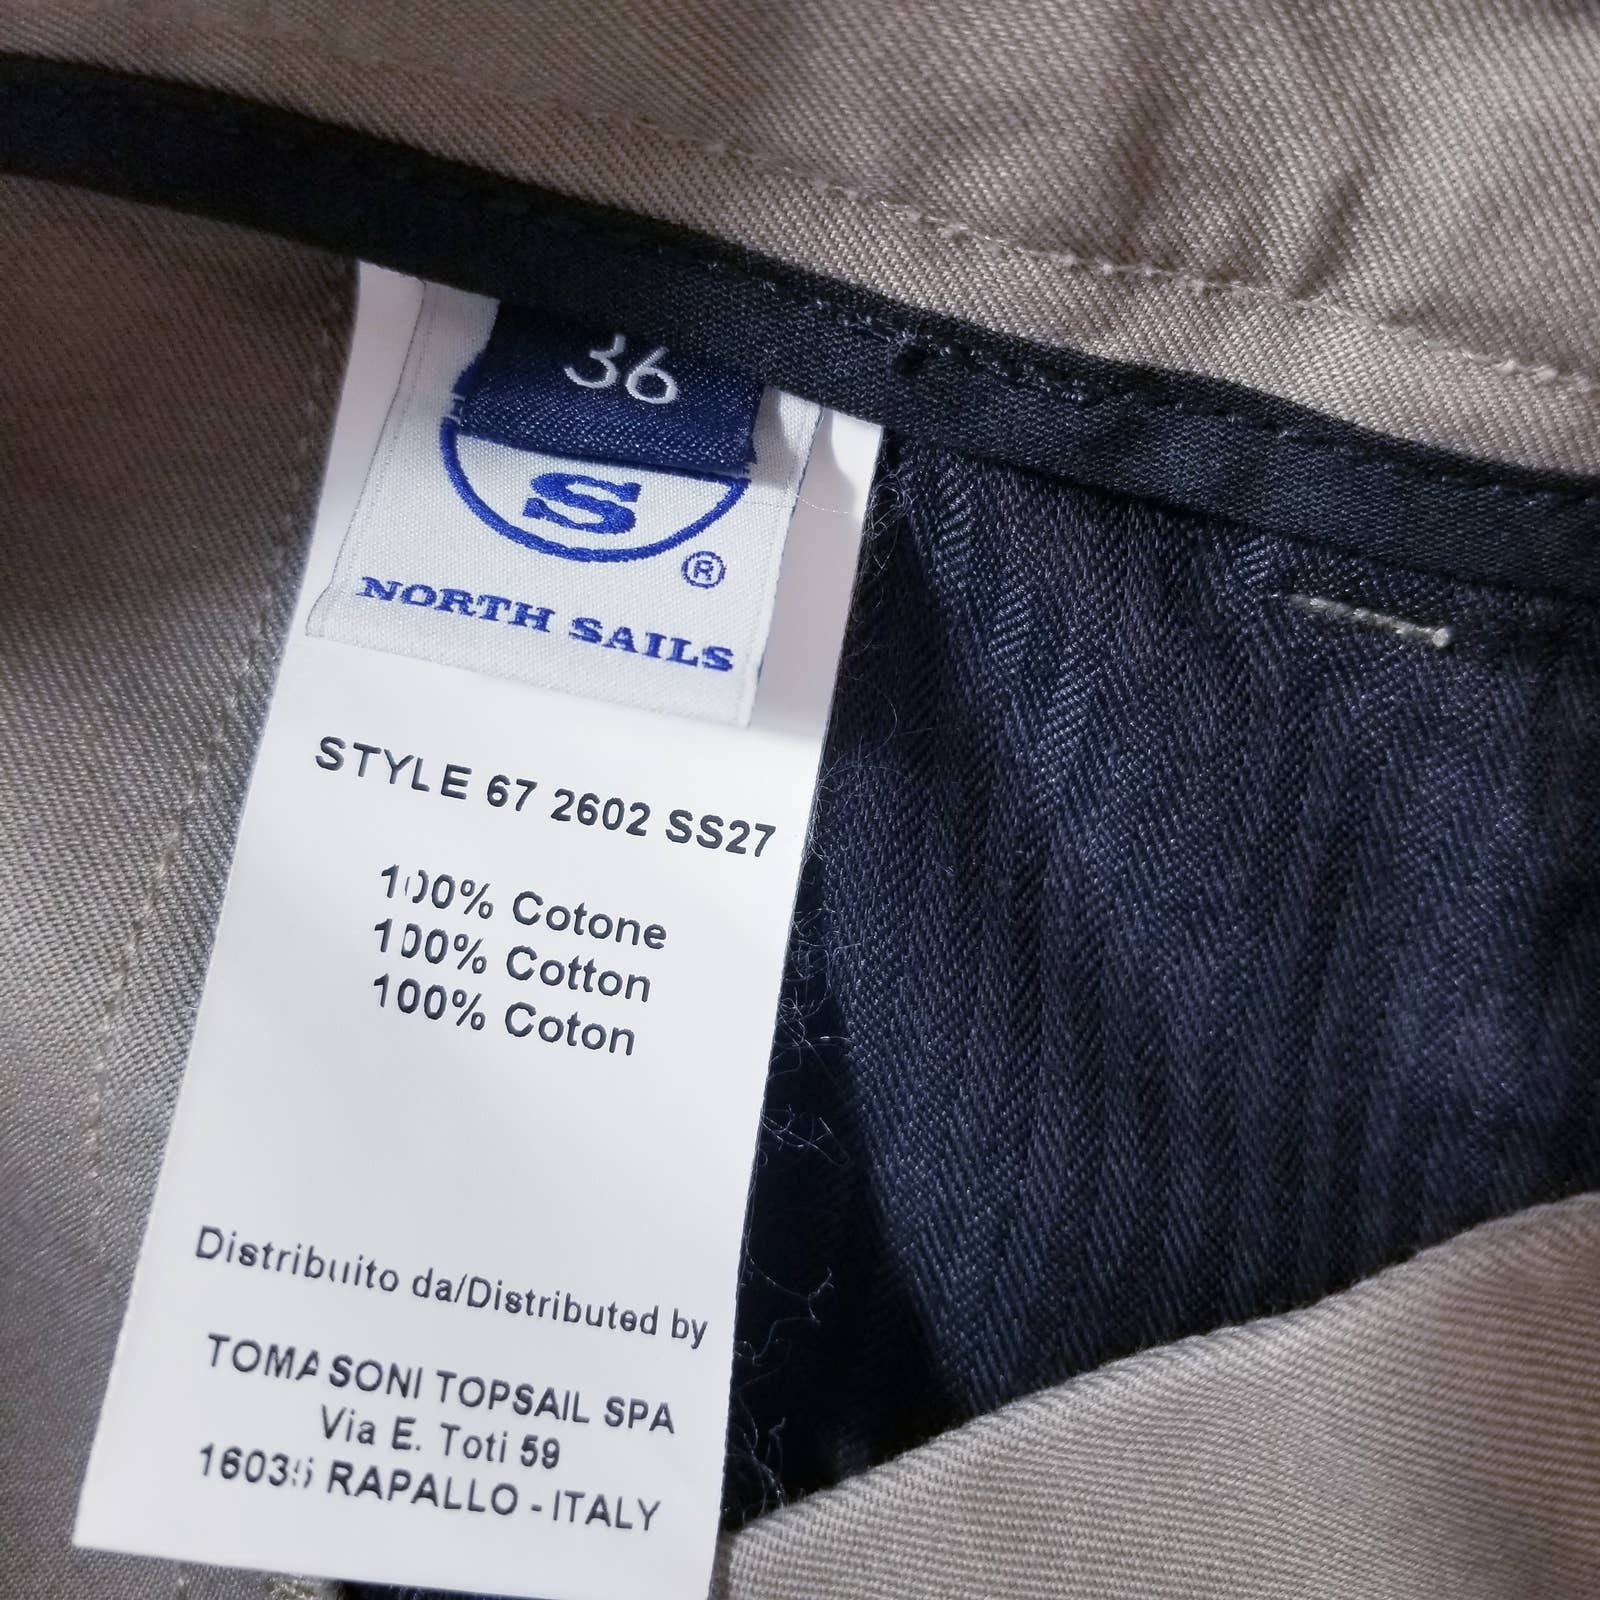 36
S
®
NORTH SAILS
STYLE 67 2602 SS27
100% Cotone
100% Cotton
100% Coton
Distribuito da/Distributed by
TOMASONI TOPSAIL SPA
Via E. Toti 59
16035 RAPALLO - ITALY